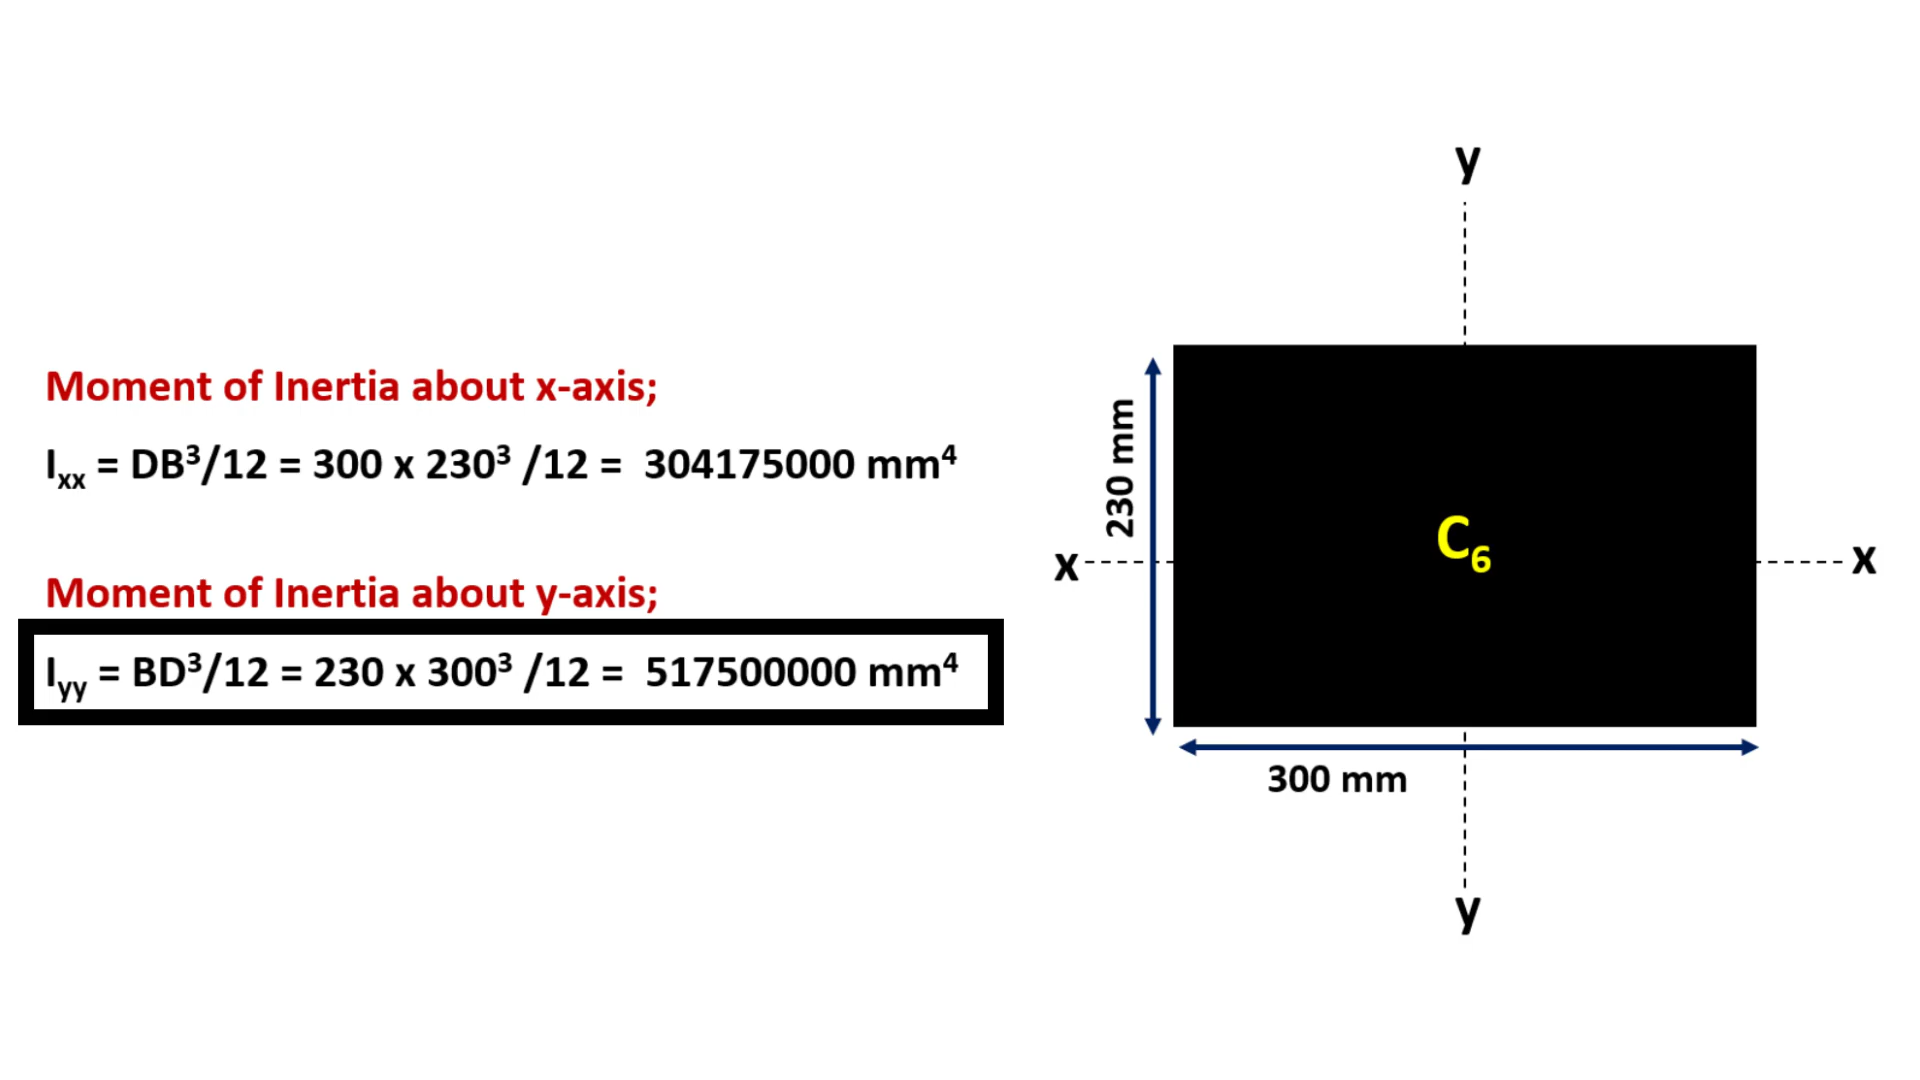 Moment of Inertia about x-axis;
Iₓₓ = DB³/12 = 300 x 230³ /12 = 304175000 mm⁴
Moment of Inertia about y-axis;
I_yy = BD³/12 = 230 x 300³ /12 = 517500000 mm⁴
y
230 mm
x
C₆
x
300 mm
y